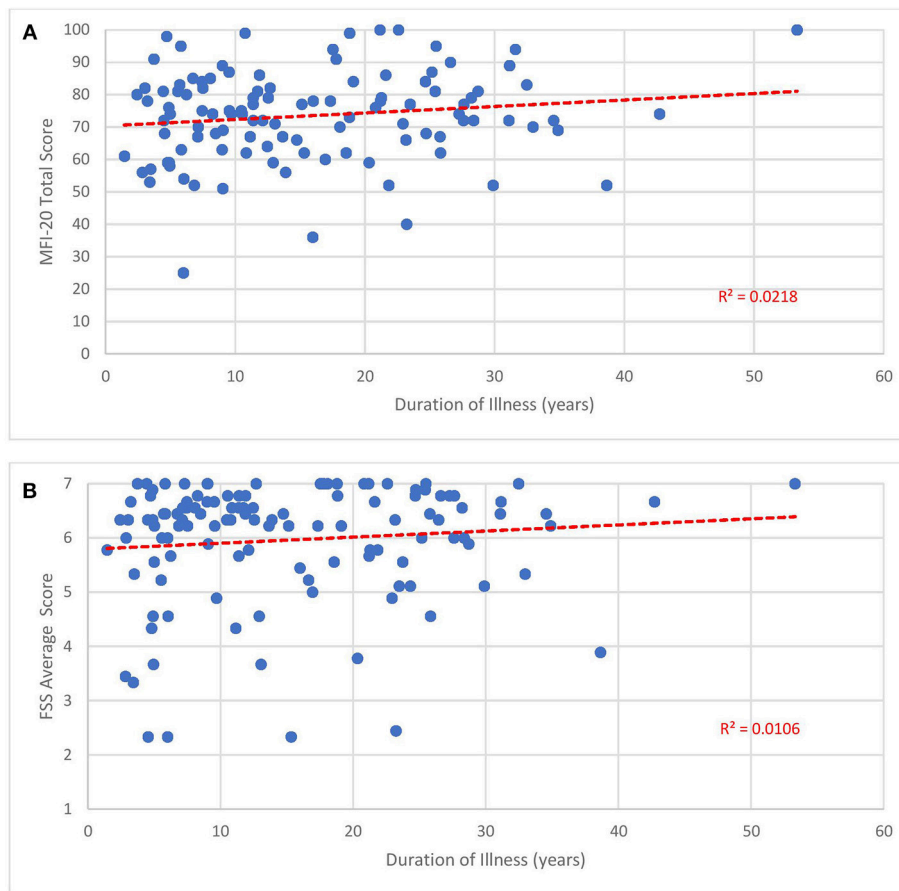 A
100
90
80
70
60
50
40
30
20
10
0
MFI-20 Total Score
R² = 0.0218
0 10 20 30 40 50 60
Duration of Illness (years)
B
7
6
5
4
3
2
1
FSS Average Score
R² = 0.0106
0 10 20 30 40 50 60
Duration of Illness (years)